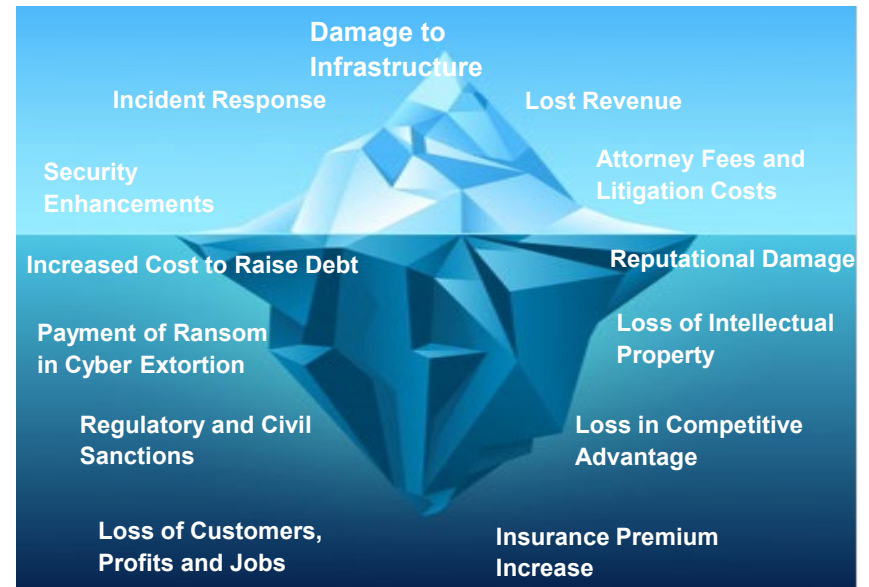 Damage to
Infrastructure
Incident Response
Lost Revenue
Security
Enhancements
Attorney Fees and
Litigation Costs
Increased Cost to Raise Debt
Reputational Damage
Payment of Ransom
in Cyber Extortion
Loss of Intellectual
Property
Regulatory and Civil
Sanctions
Loss in Competitive
Advantage
Loss of Customers,
Profits and Jobs
Insurance Premium
Increase